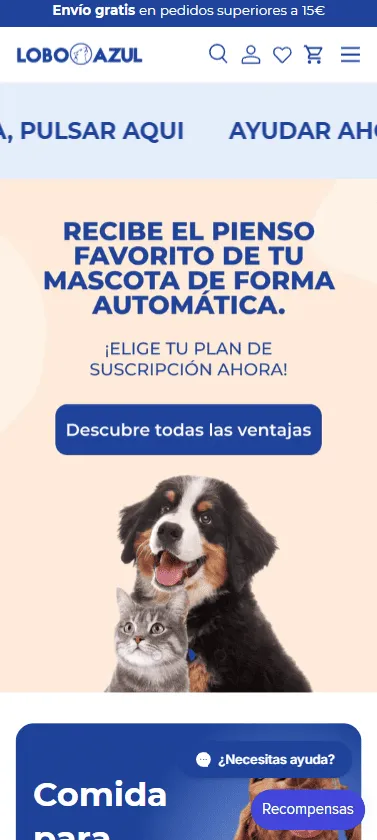 Envío gratis en pedidos superiores a 15€
LOBO AZUL
A, PULSAR AQUI AYUDAR AHO
RECIBE EL PIENSO
FAVORITO DE TU
MASCOTA DE FORMA
AUTOMÁTICA.
¡ELIGE TU PLAN DE
SUSCRIPCIÓN AHORA!
Descubre todas las ventajas
¿Necesitas ayuda?
Comida
para
Recompensas